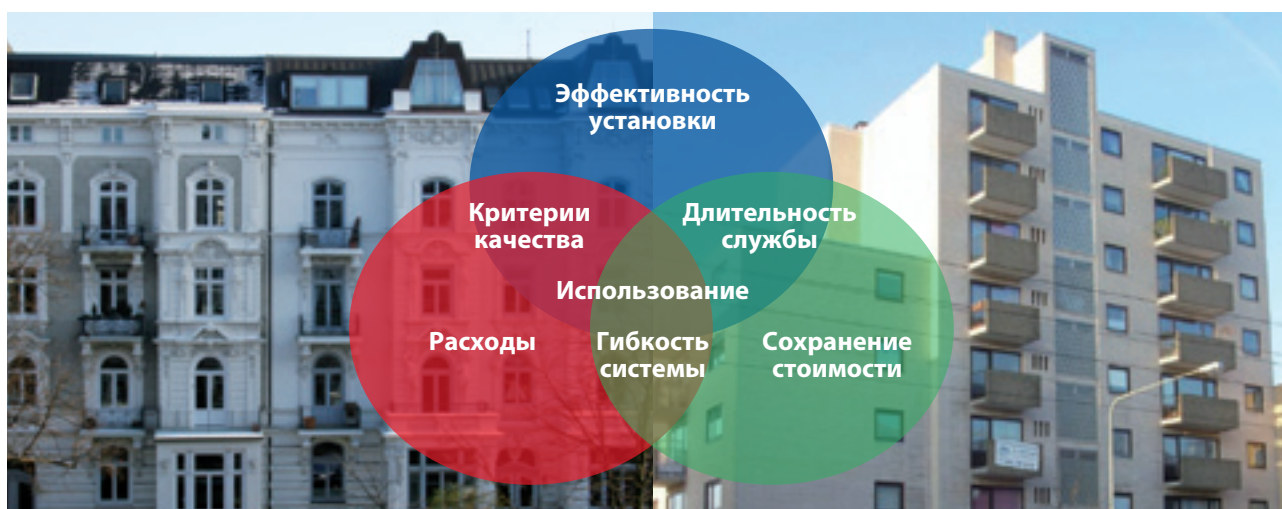 Эффективность
установки
Критерии
качества
Длительность
службы
Использование
Расходы
Гибкость
системы
Сохранение
стоимости